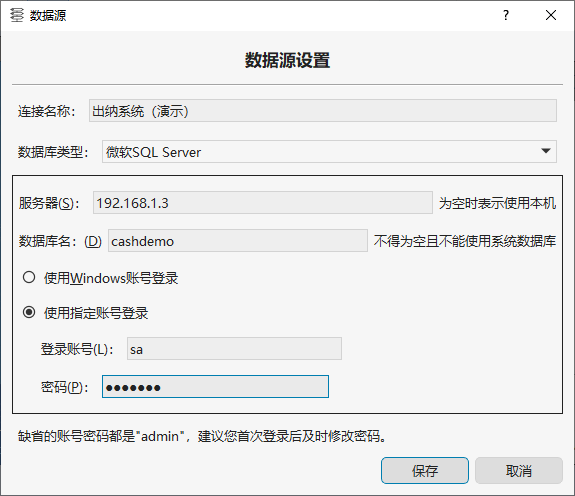 数据源
数据源设置
连接名称： 出纳系统（演示）
数据库类型： 微软SQL Server
服务器(S)： 192.168.1.3 为空时表示使用本机
数据库名：(D) cashdemo 不得为空且不能使用系统数据库
使用Windows账号登录
使用指定账号登录
登录账号(L)： sa
密码(P)： ●●●●●●●
缺省的账号密码都是"admin"，建议您首次登录后及时修改密码。
保存 取消